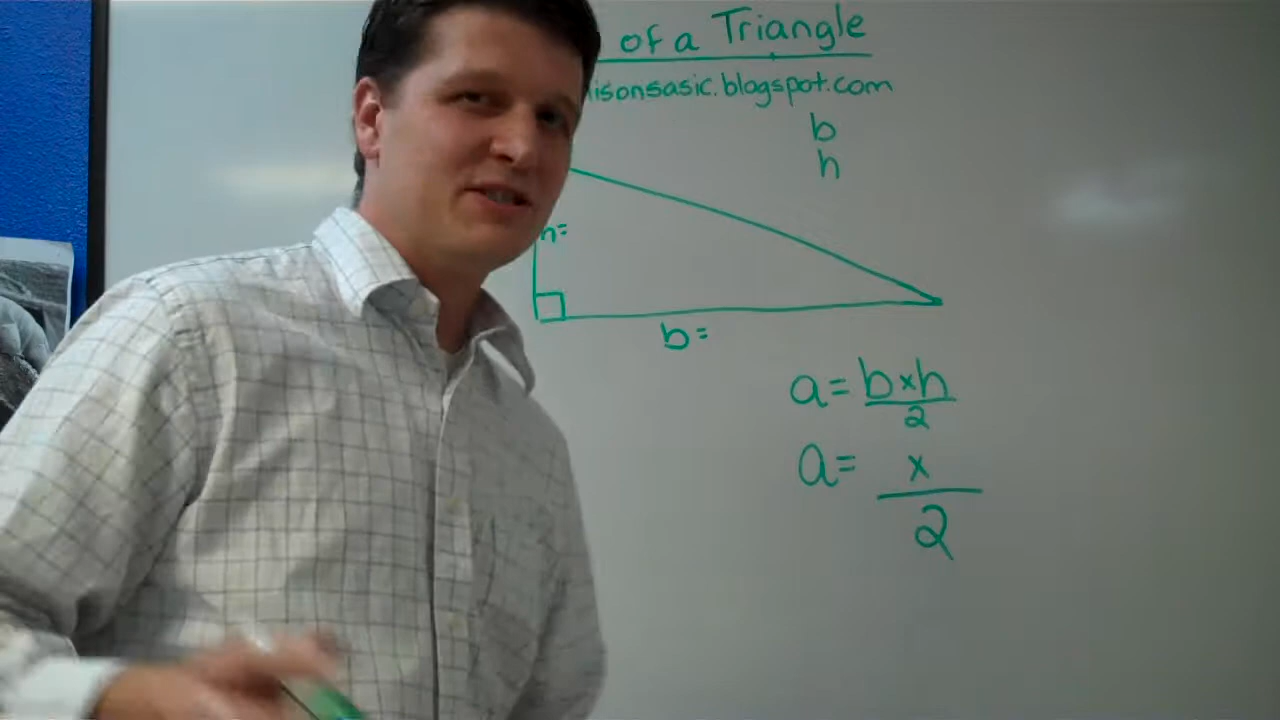 of a Triangle
isonsasic.blogspot.com
b
h
h=
b=
a= b×h
2
a= x
2